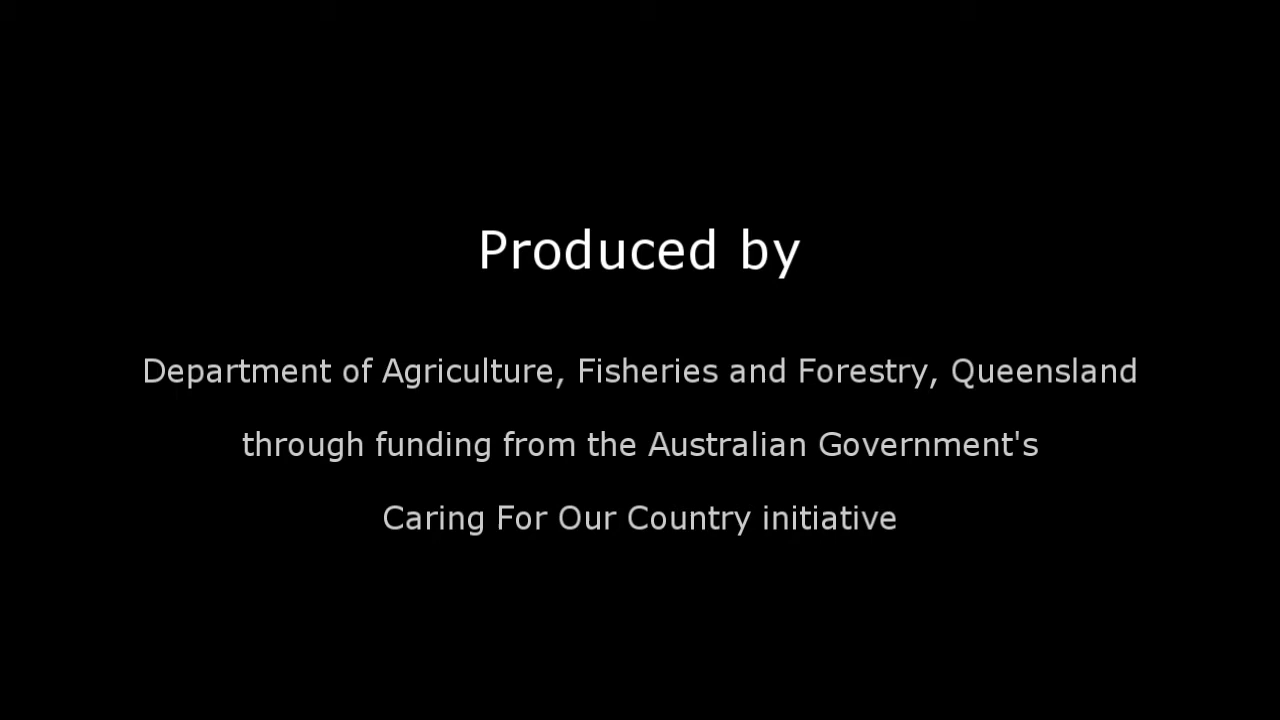 Produced by
Department of Agriculture, Fisheries and Forestry, Queensland
through funding from the Australian Government's
Caring For Our Country initiative